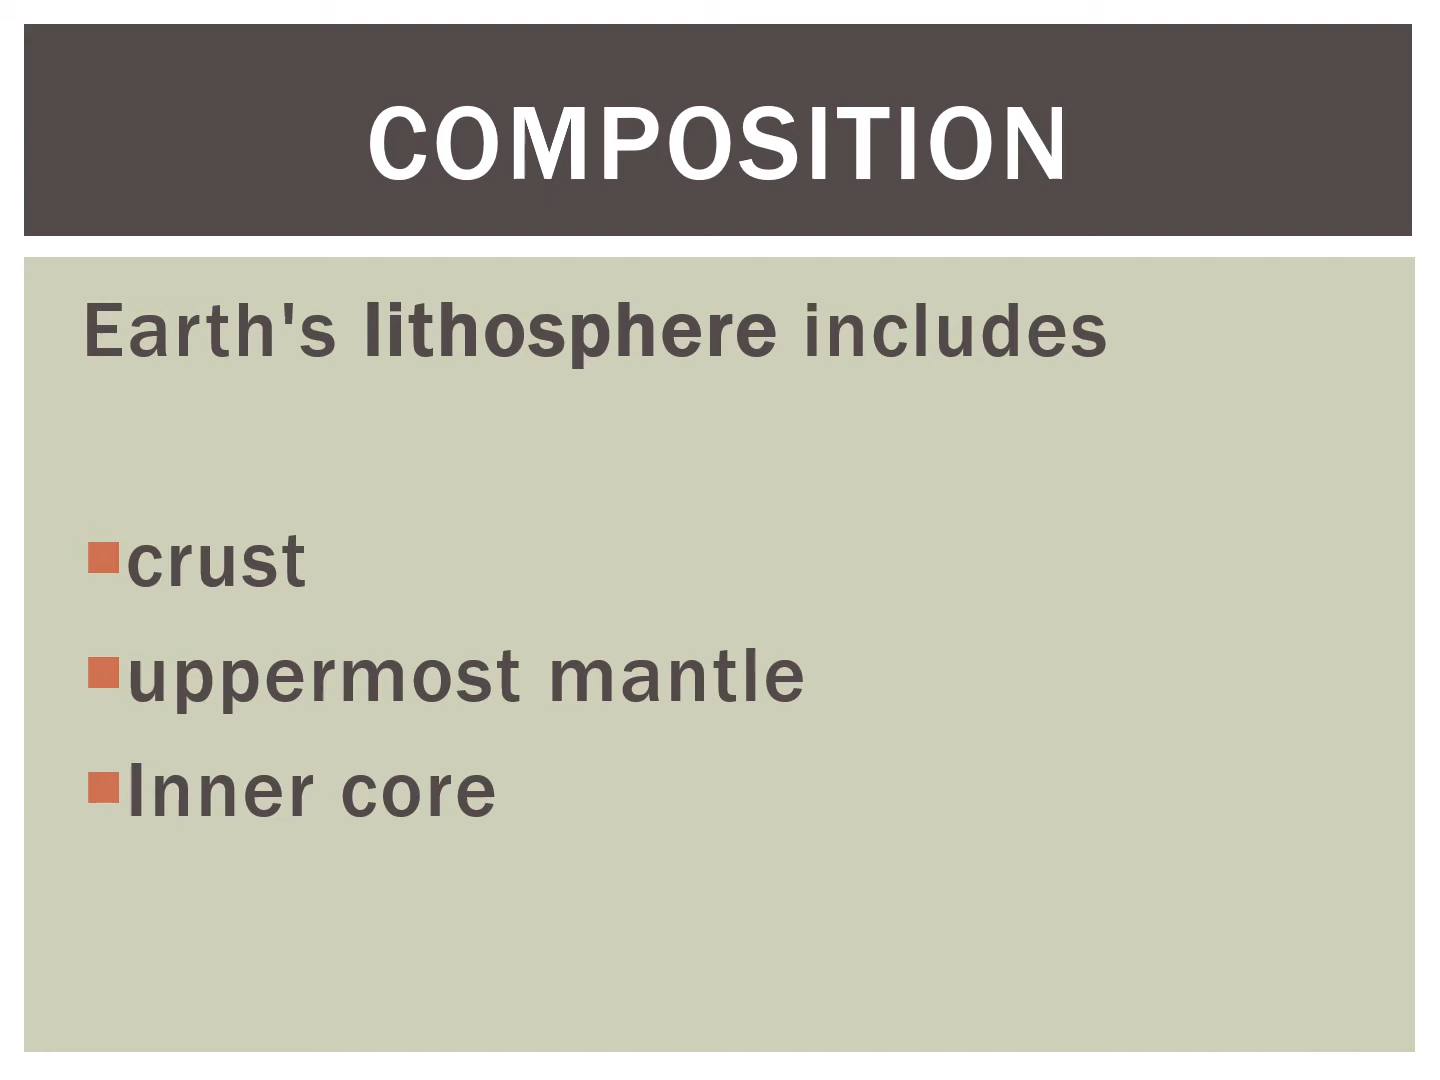 COMPOSITION
Earth's lithosphere includes
crust
uppermost mantle
Inner core